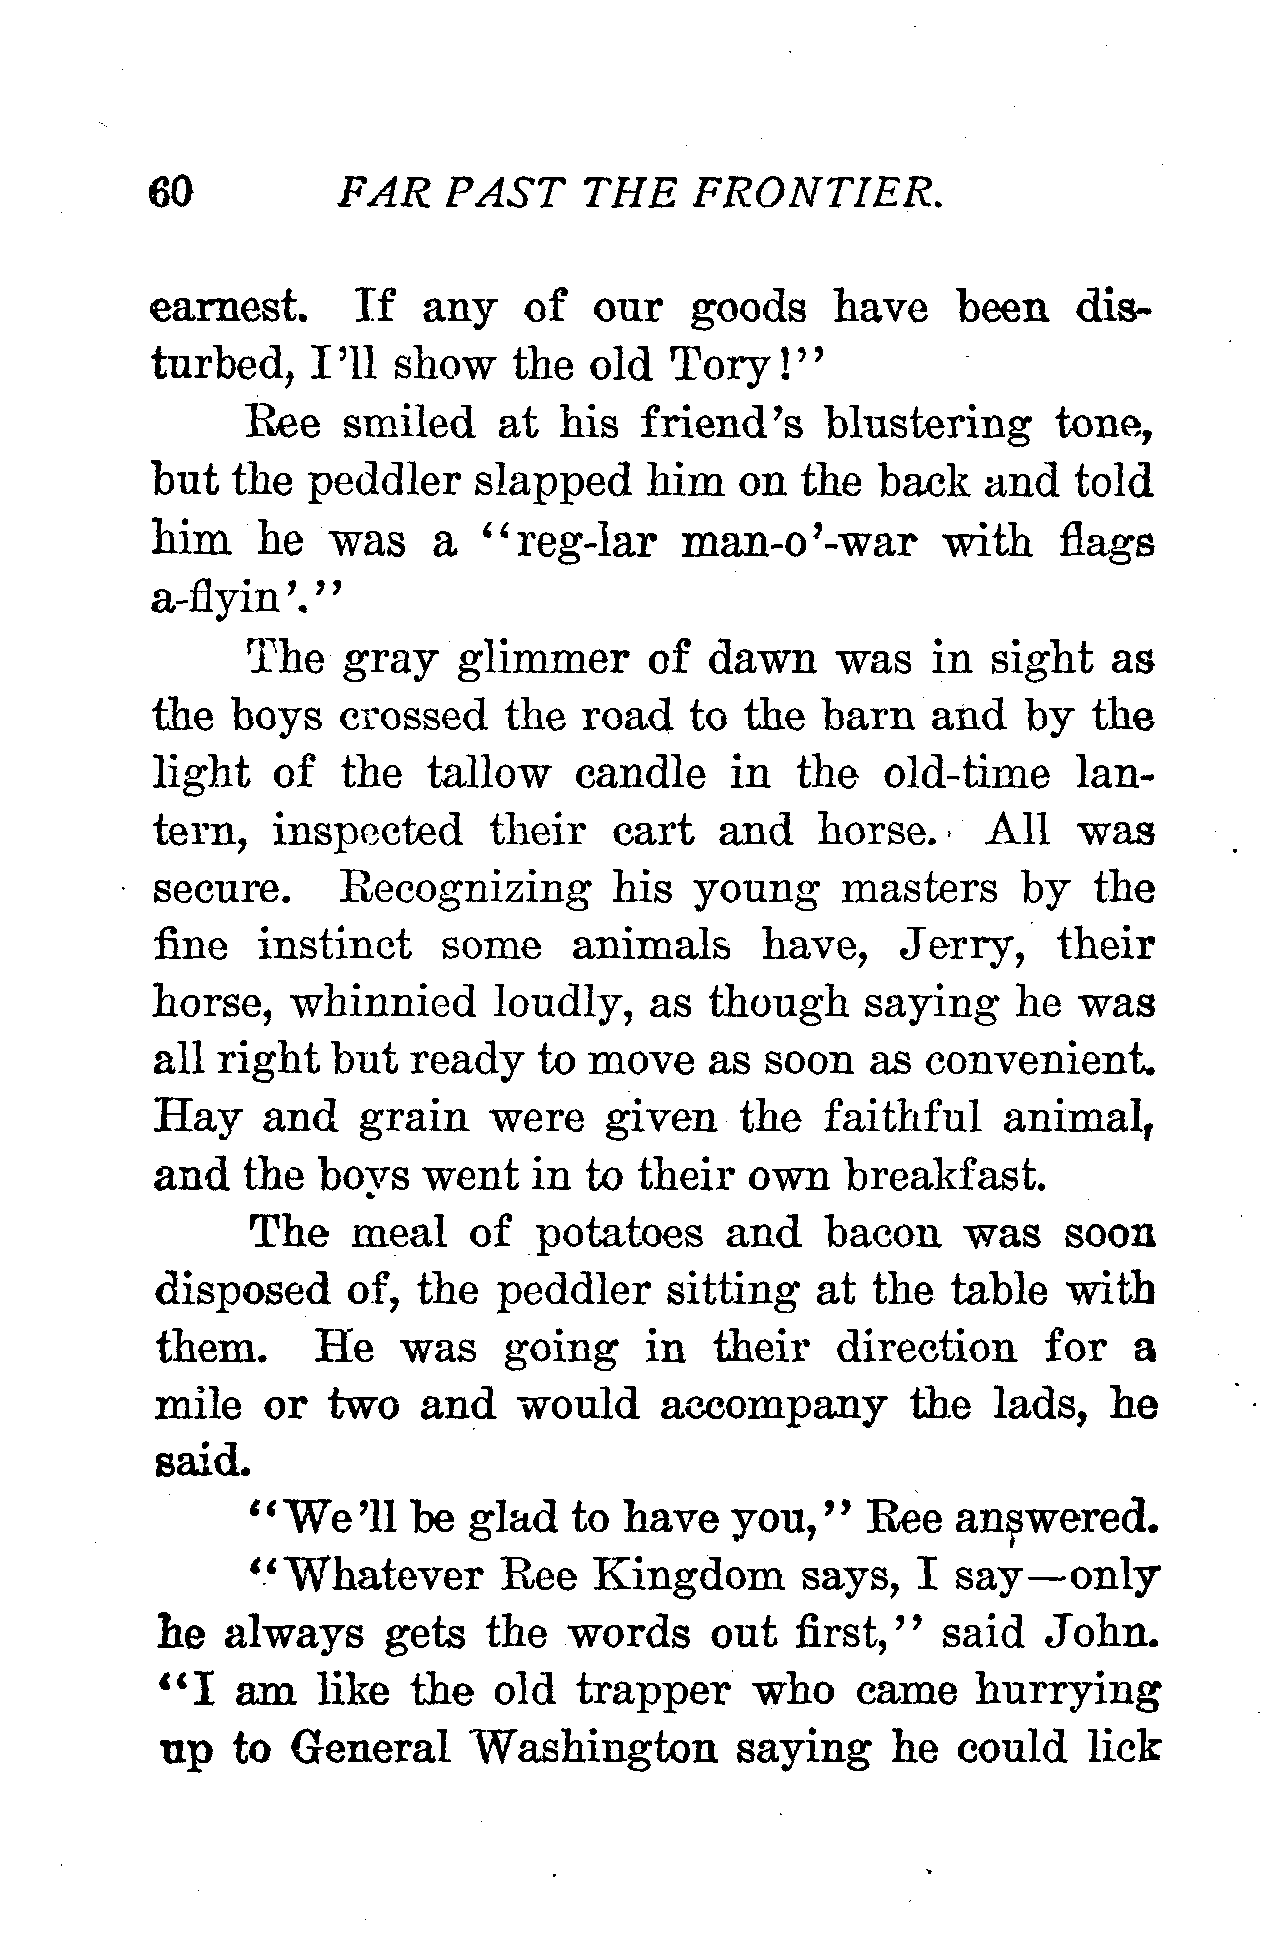 60 FAR PAST THE FRONTIER.
earnest. If any of our goods have been dis-
turbed, I'll show the old Tory!"
Ree smiled at his friend's blustering tone,
but the peddler slapped him on the back and told
him he was a "reg-lar man-o'-war with flags
a-flyin'."
The gray glimmer of dawn was in sight as
the boys crossed the road to the barn and by the
light of the tallow candle in the old-time lan-
tern, inspected their cart and horse. All was
secure. Recognizing his young masters by the
fine instinct some animals have, Jerry, their
horse, whinnied loudly, as though saying he was
all right but ready to move as soon as convenient.
Hay and grain were given the faithful animal,
and the boys went in to their own breakfast.
The meal of potatoes and bacon was soon
disposed of, the peddler sitting at the table with
them. He was going in their direction for a
mile or two and would accompany the lads, he
said.
"We'll be glad to have you," Ree answered.
"Whatever Ree Kingdom says, I say—only
he always gets the words out first," said John.
"I am like the old trapper who came hurrying
up to General Washington saying he could lick